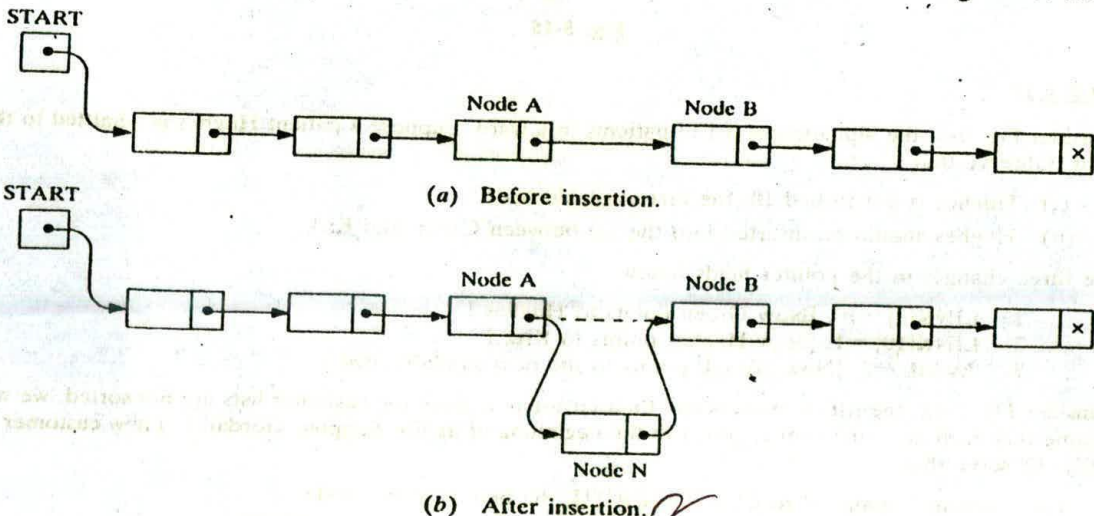 START
Node A
Node B
×
(a) Before insertion.
START
Node A
Node B
×
Node N
(b) After insertion.